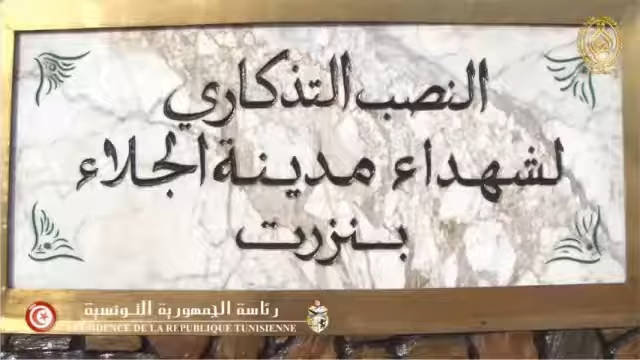 النصب التذكاري
لشهداء مدينة الجلاء
بنزرت
رئاسة الجمهورية التونسية
PRESIDENCE DE LA REPUBLIQUE TUNISIENNE